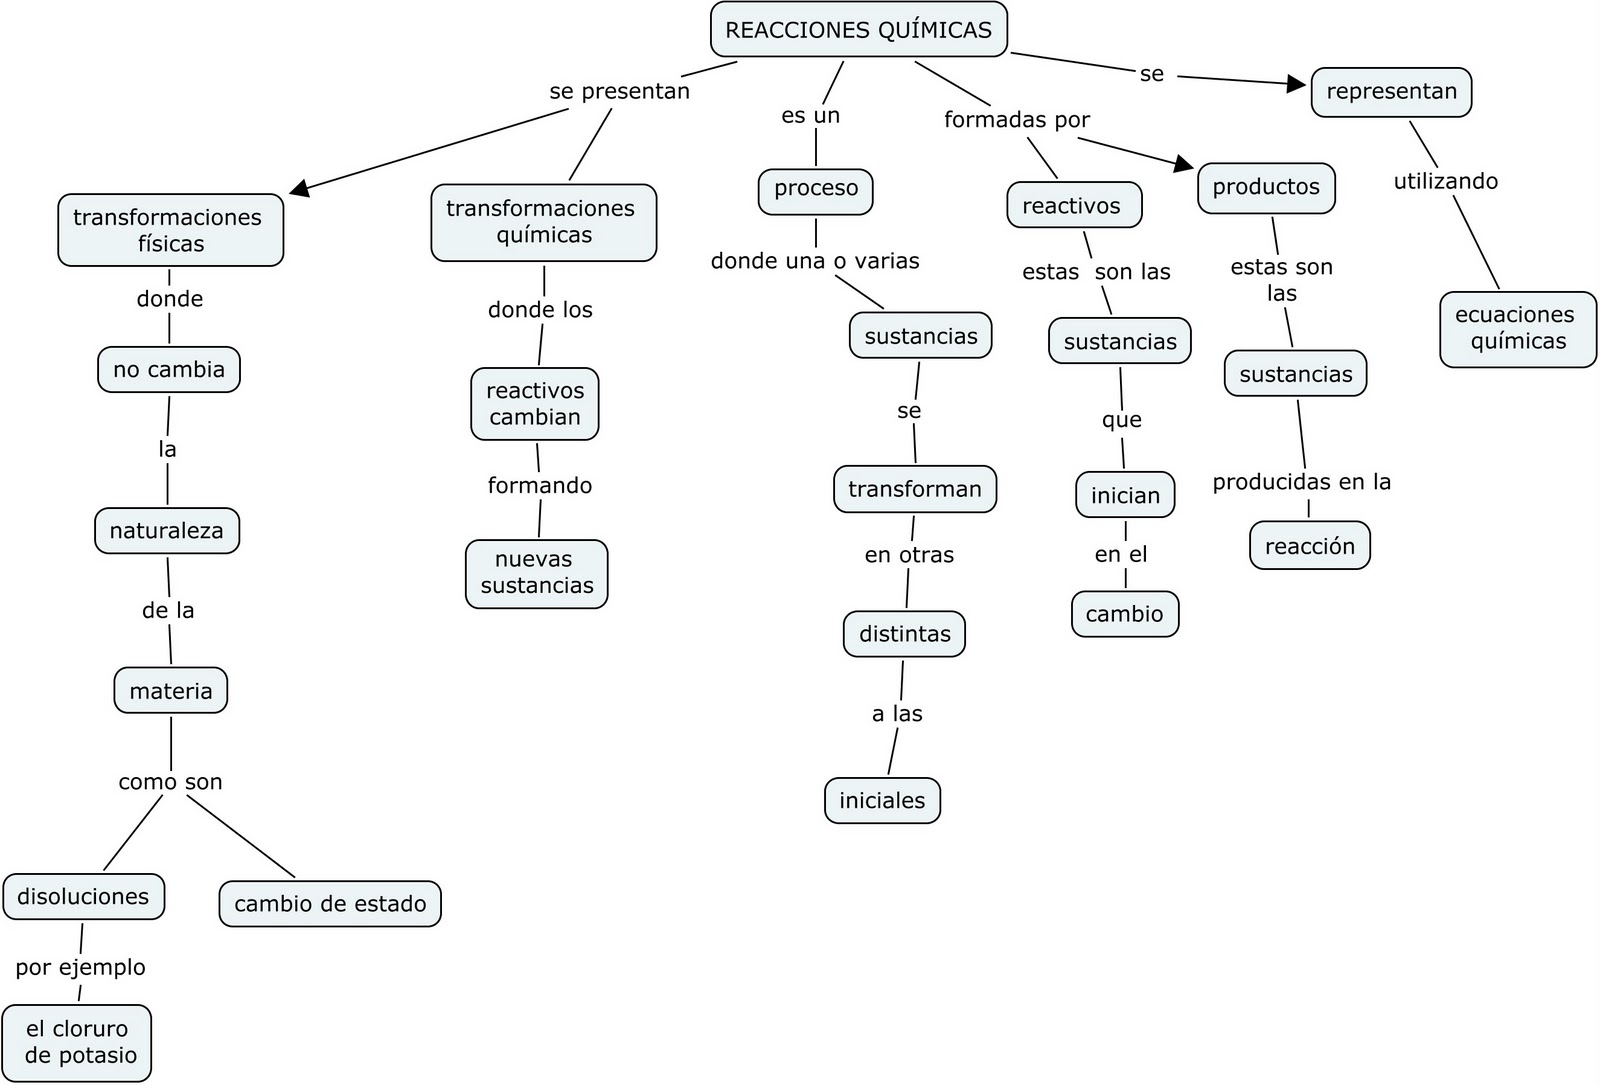 REACCIONES QUÍMICAS
se presentan
transformaciones
físicas
donde
no cambia
la
naturaleza
de la
materia
como son
disoluciones
por ejemplo
el cloruro
de potasio
cambio de estado
transformaciones
químicas
donde los
reactivos
cambian
formando
nuevas
sustancias
es un
proceso
donde una o varias
sustancias
se
transforman
en otras
distintas
a las
iniciales
formadas por
reactivos
estas son las
sustancias
que
inician
en el
cambio
productos
estas son
las
sustancias
producidas en la
reacción
se
representan
utilizando
ecuaciones
químicas